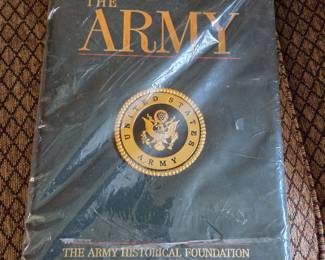 THE
ARMY
UNITED STATES
ARMY
THE ARMY HISTORICAL FOUNDATION